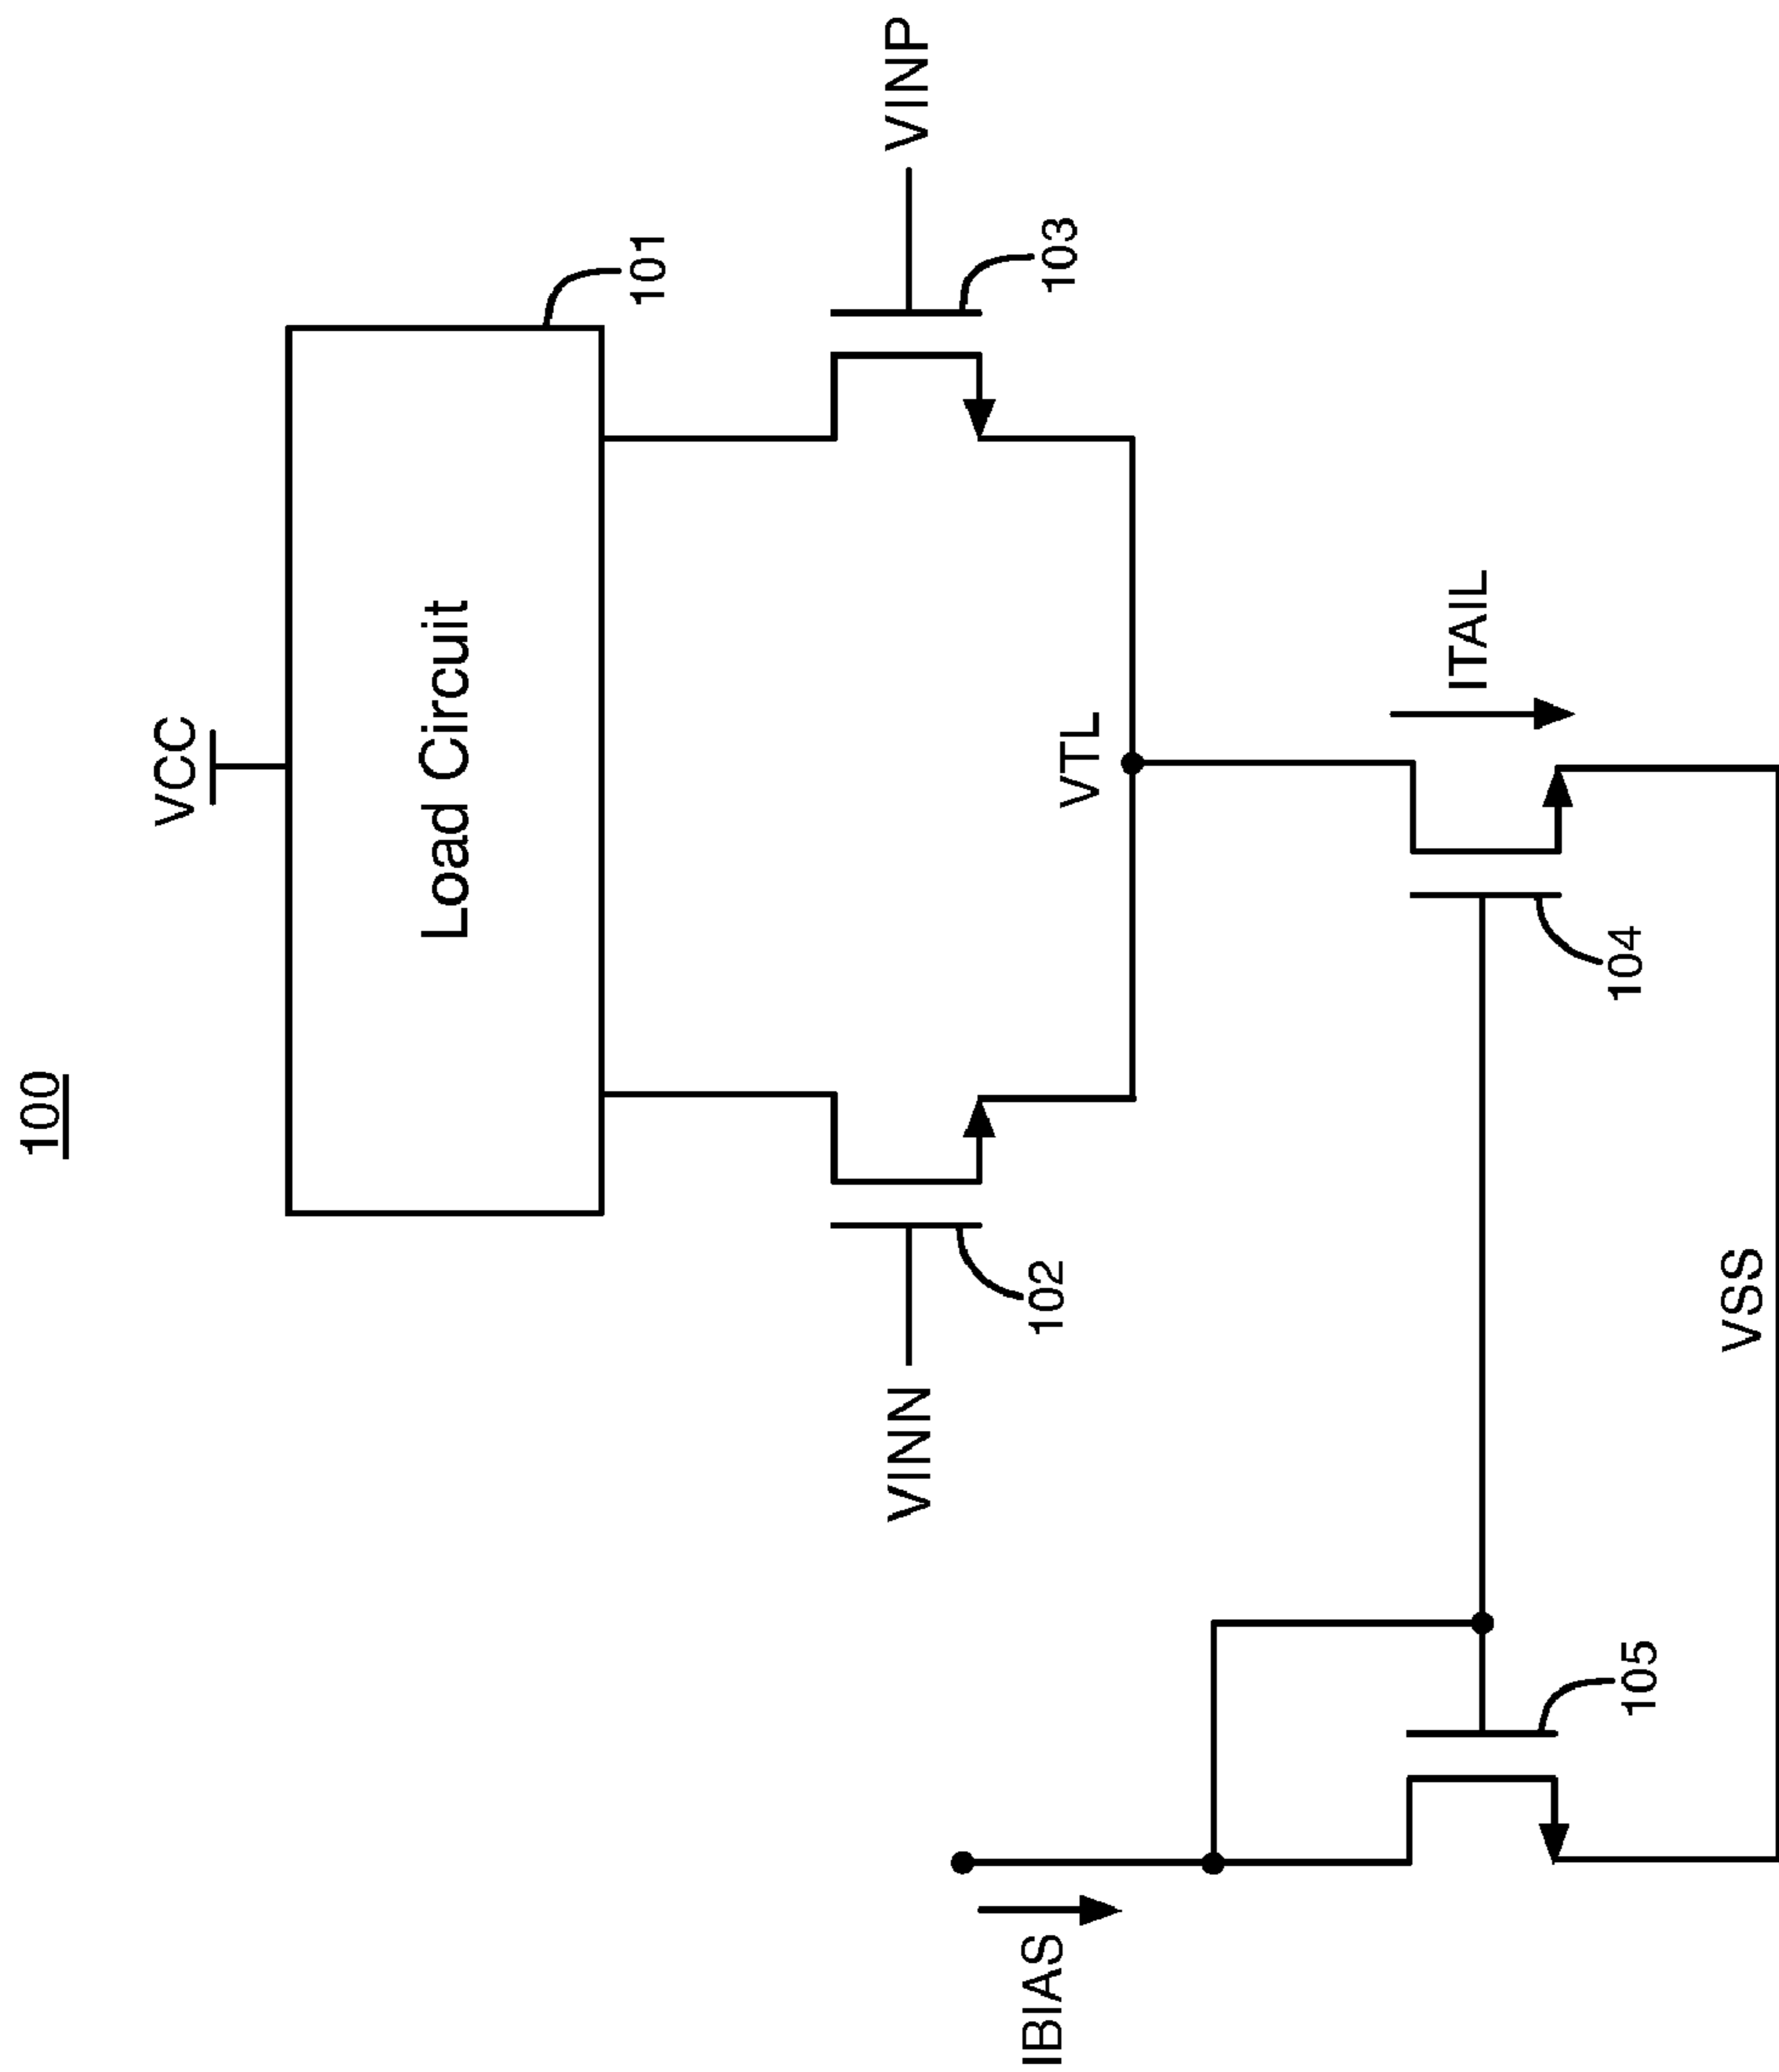 100
VCC
Load Circuit
101
VINN
VINP
102
103
VTL
IBIAS
ITAIL
104
105
VSS